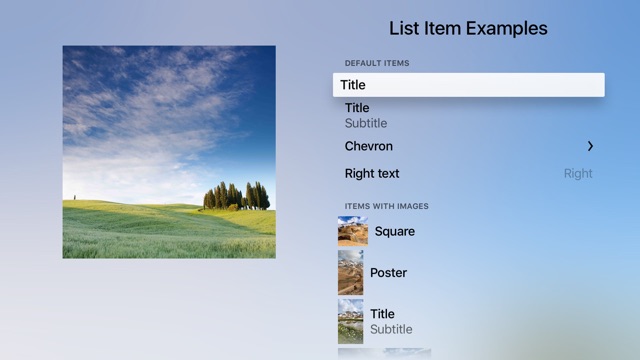 List Item Examples
DEFAULT ITEMS
Title
Title
Subtitle
Chevron
Right text Right
ITEMS WITH IMAGES
Square
Poster
Title
Subtitle